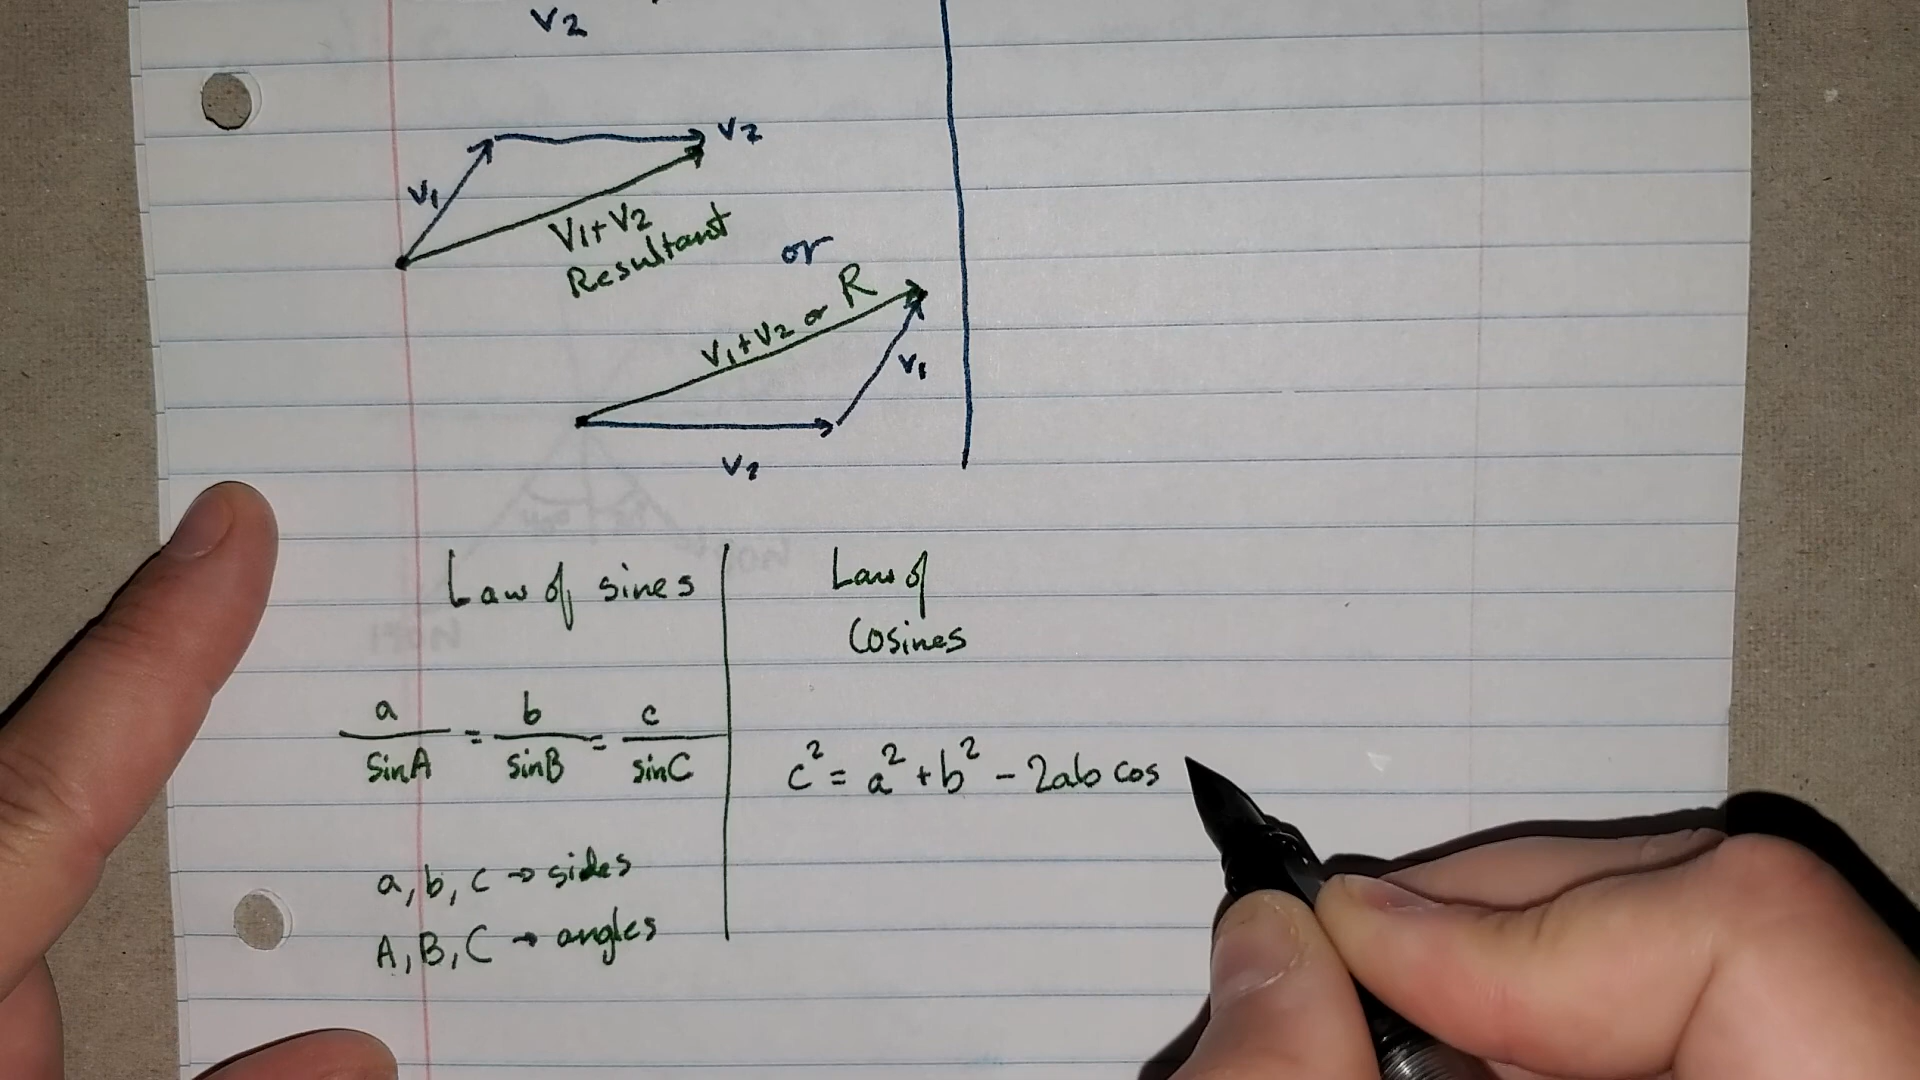 V2
V2
V1
V1+V2
Resultant
or
V1+V2 or R
V1
V2
Law of sines
Law of
Cosines
a/sinA = b/sinB = c/sinC
c² = a² + b² - 2ab cos
a, b, c → sides
A, B, C → angles